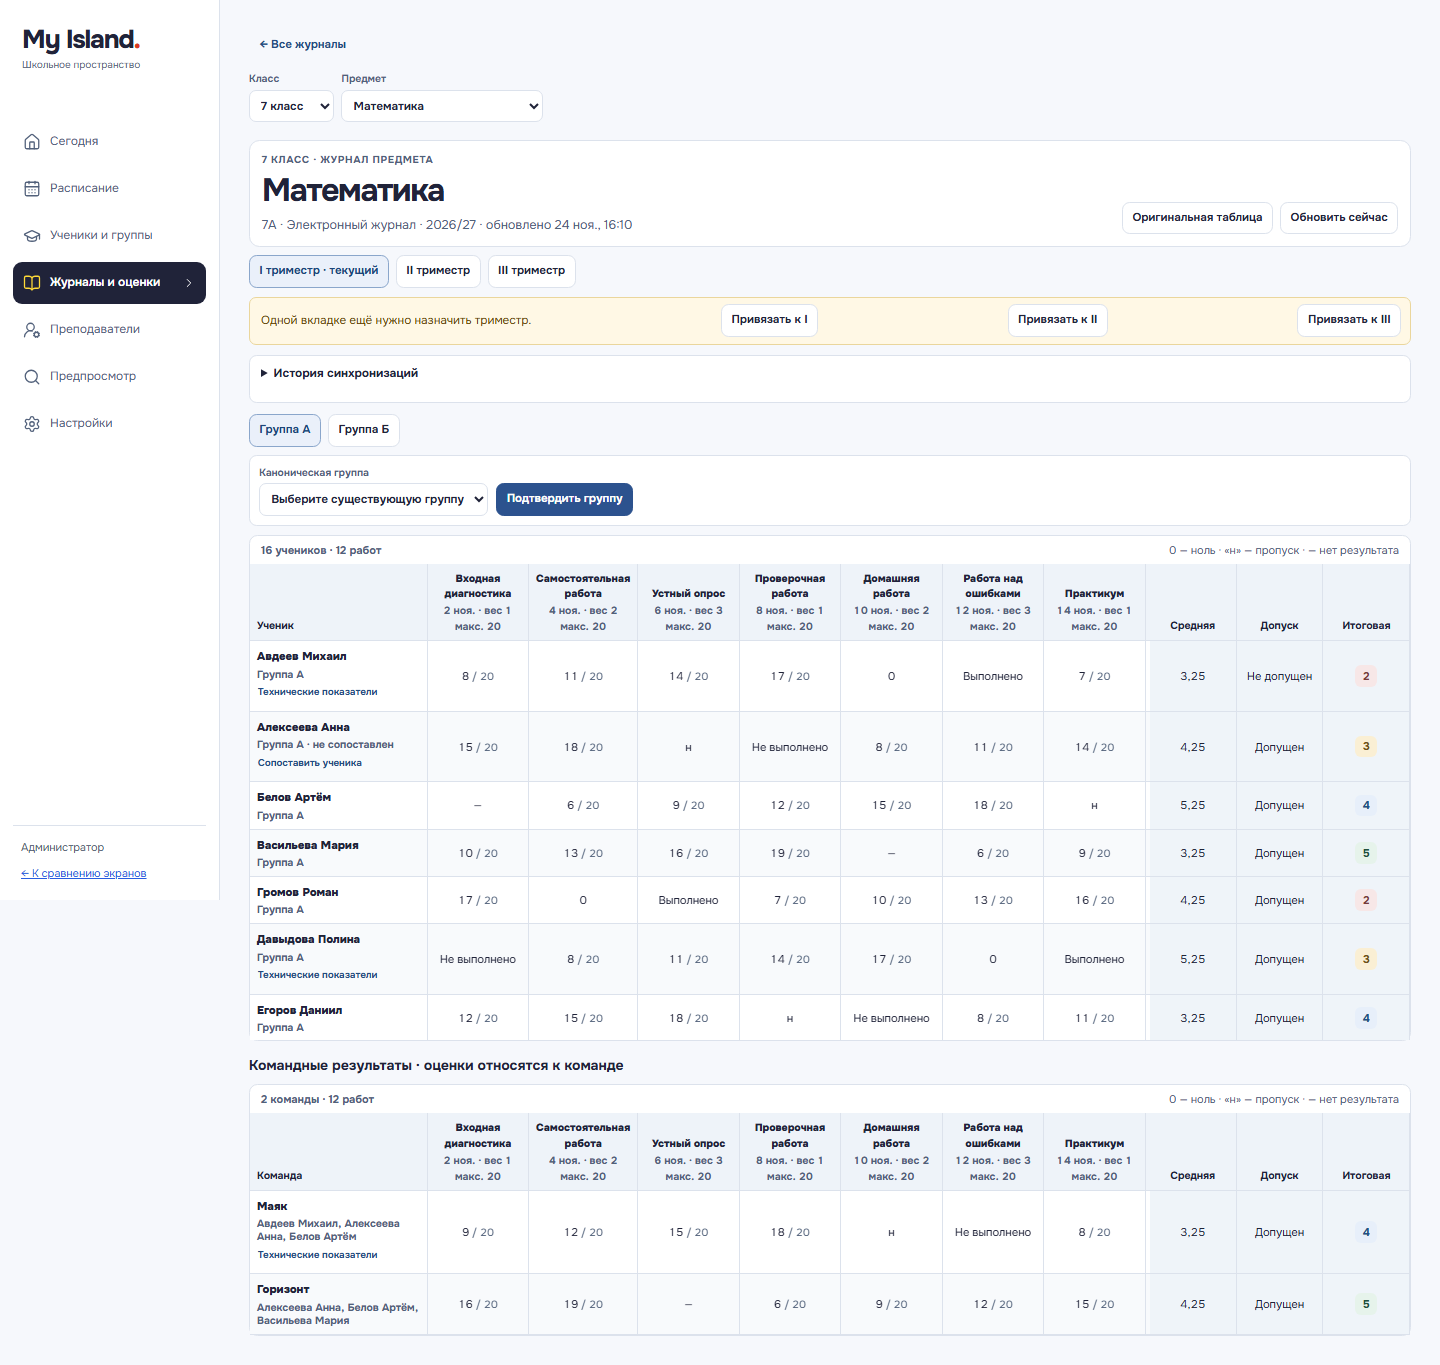 My Island.
Школьное пространство
Сегодня
Расписание
Ученики и группы
Журналы и оценки
Преподаватели
Предпросмотр
Настройки
Администратор
← К сравнению экранов
← Все журналы
Класс Предмет
7 класс Математика
7 КЛАСС · ЖУРНАЛ ПРЕДМЕТА
Математика
7А · Электронный журнал · 2026/27 · обновлено 24 ноя., 16:10
Оригинальная таблица Обновить сейчас
I триместр · текущий II триместр III триместр
Одной вкладке ещё нужно назначить триместр. Привязать к I Привязать к II Привязать к III
▶ История синхронизаций
Группа А Группа Б
Каноническая группа
Выберите существующую группу Подтвердить группу
16 учеников · 12 работ 0 — ноль · «н» — пропуск · — нет результата
Входная Самостоятельная Проверочная Домашняя Работа над
диагностика работа Устный опрос работа работа ошибками Практикум
2 ноя. · вес 1 4 ноя. · вес 2 6 ноя. · вес 3 8 ноя. · вес 1 10 ноя. · вес 2 12 ноя. · вес 3 14 ноя. · вес 1
Ученик макс. 20 макс. 20 макс. 20 макс. 20 макс. 20 макс. 20 макс. 20 Средняя Допуск Итоговая
Авдеев Михаил
Группа А
Технические показатели
8 / 20 11 / 20 14 / 20 17 / 20 0 Выполнено 7 / 20 3,25 Не допущен 2
Алексеева Анна
Группа А · не сопоставлен
Сопоставить ученика
15 / 20 18 / 20 н Не выполнено 8 / 20 11 / 20 14 / 20 4,25 Допущен 3
Белов Артём
Группа А
— 6 / 20 9 / 20 12 / 20 15 / 20 18 / 20 н 5,25 Допущен 4
Васильева Мария
Группа А
10 / 20 13 / 20 16 / 20 19 / 20 — 6 / 20 9 / 20 3,25 Допущен 5
Громов Роман
Группа А
17 / 20 0 Выполнено 7 / 20 10 / 20 13 / 20 16 / 20 4,25 Допущен 2
Давыдова Полина
Группа А
Технические показатели
Не выполнено 8 / 20 11 / 20 14 / 20 17 / 20 0 Выполнено 5,25 Допущен 3
Егоров Даниил
Группа А
12 / 20 15 / 20 18 / 20 н Не выполнено 8 / 20 11 / 20 3,25 Допущен 4
Командные результаты · оценки относятся к команде
2 команды · 12 работ 0 — ноль · «н» — пропуск · — нет результата
Входная Самостоятельная Проверочная Домашняя Работа над
диагностика работа Устный опрос работа работа ошибками Практикум
2 ноя. · вес 1 4 ноя. · вес 2 6 ноя. · вес 3 8 ноя. · вес 1 10 ноя. · вес 2 12 ноя. · вес 3 14 ноя. · вес 1
Команда макс. 20 макс. 20 макс. 20 макс. 20 макс. 20 макс. 20 макс. 20 Средняя Допуск Итоговая
Маяк
Авдеев Михаил, Алексеева
Анна, Белов Артём
Технические показатели
9 / 20 12 / 20 15 / 20 18 / 20 н Не выполнено 8 / 20 3,25 Допущен 4
Горизонт
Алексеева Анна, Белов Артём,
Васильева Мария
16 / 20 19 / 20 — 6 / 20 9 / 20 12 / 20 15 / 20 4,25 Допущен 5